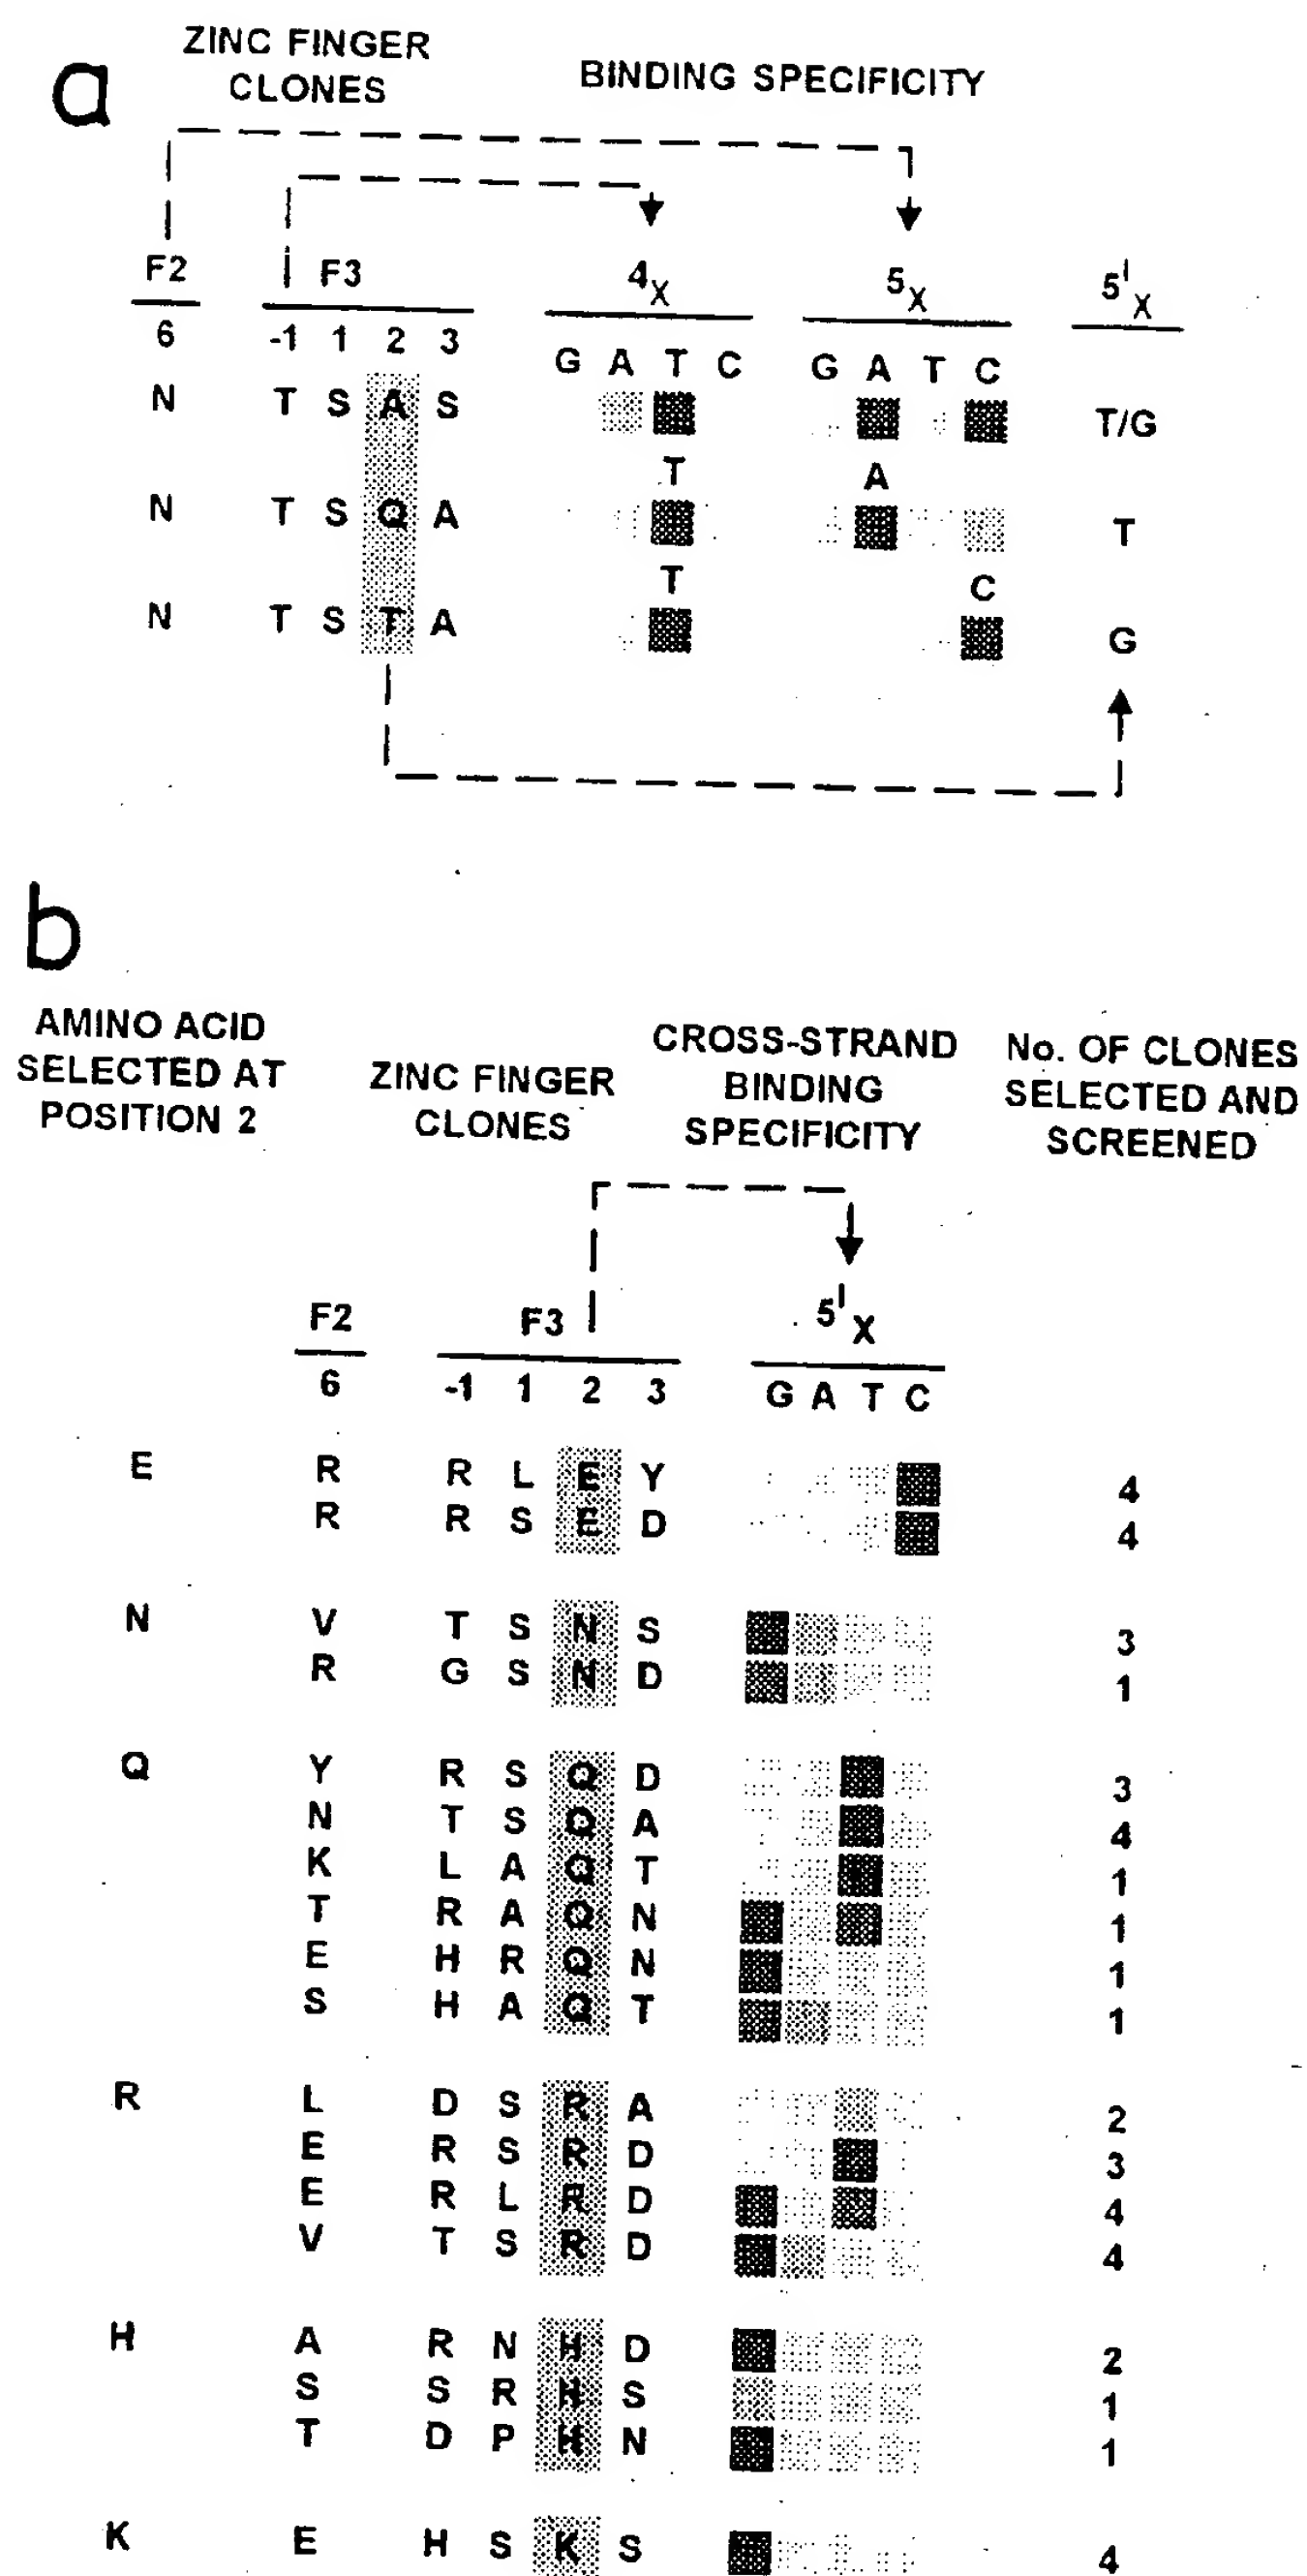 a
ZINC FINGER
CLONES
BINDING SPECIFICITY
F2 F3 4X 5X 5'X
6 -1 1 2 3 G A T C G A T C
N T S A S T/G
T A
N T S Q A T
T C
N T S T A G
b
AMINO ACID
SELECTED AT
POSITION 2
ZINC FINGER
CLONES
CROSS-STRAND
BINDING
SPECIFICITY
No. OF CLONES
SELECTED AND
SCREENED
F2 F3 5'X
6 -1 1 2 3 G A T C
E R R L E Y 4
R R S E D 4
N V T S N S 3
R G S N D 1
Q Y R S Q D 3
N T S Q A 4
K L A Q T 1
T R A Q N 1
E H R Q N 1
S H A Q T 1
R L D S R A 2
E R S R D 3
E R L R D 4
V T S R D 4
H A R N H D 2
S S R H S 1
T D P H N 1
K E H S K S 4